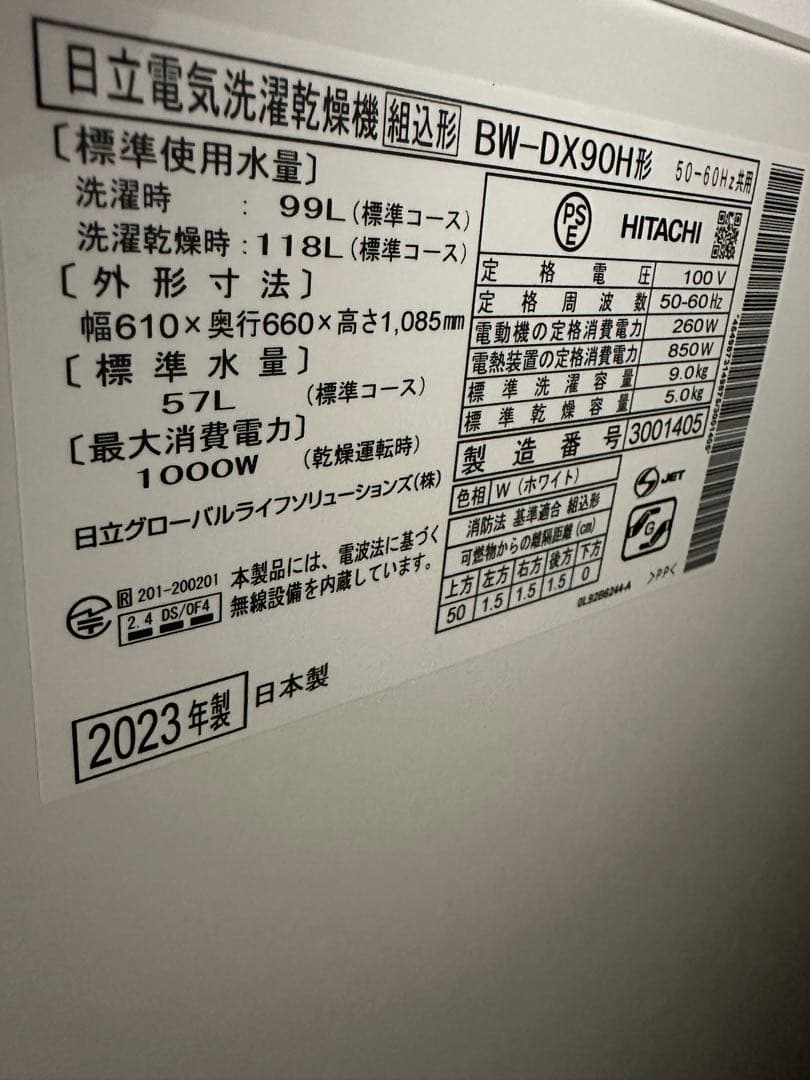 日立電気洗濯乾燥機 組込形 BW-DX90H形 50-60Hz共用
〔標準使用水量〕
洗濯時 : 99L(標準コース)
洗濯乾燥時:118L(標準コース)
〔外形寸法〕
幅610×奥行660×高さ1,085mm
〔標準水量〕
57L (標準コース)
〔最大消費電力〕
1000W (乾燥運転時)
日立グローバルライフソリューションズ(株)
R 201-200201
2.4 DS/OF4
本製品には、電波法に基づく
無線設備を内蔵しています。
2023年製 日本製
PSE HITACHI
定格電圧 100V
定格周波数 50-60Hz
電動機の定格消費電力 260W
電熱装置の定格消費電力 850W
標準洗濯容量 9.0kg
標準乾燥容量 5.0kg
製造番号 3001405
色相 W(ホワイト)
消防法 基準適合 組込形
可燃物からの離隔距離(cm)
上方 左方 右方 後方 下方
50 1.5 1.5 1.5 0
JET
G
0L92B6244-A
>PP<